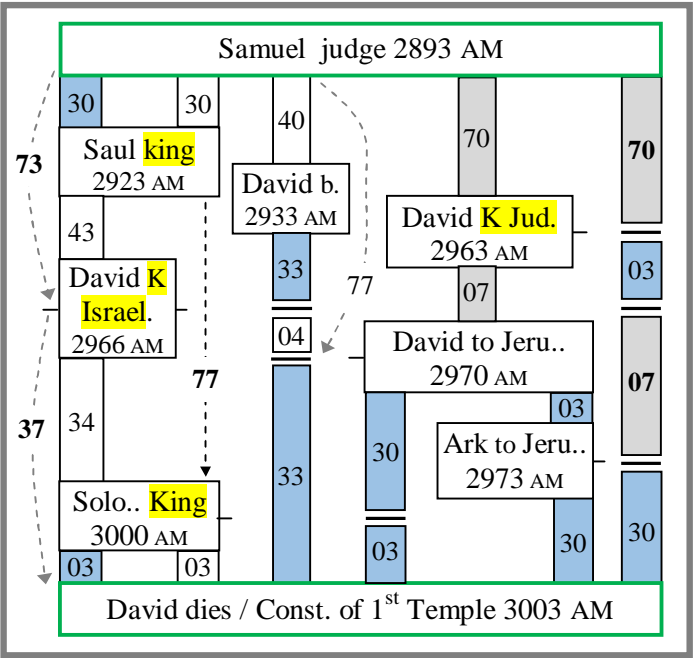 Samuel judge 2893 AM
30
30
40
70
70
73
Saul king
2923 AM
David b.
2933 AM
David K Jud.
2963 AM
43
33
77
03
07
David K
Israel.
2966 AM
04
David to Jeru..
2970 AM
77
07
37
34
33
30
03
Ark to Jeru..
2973 AM
Solo.. King
3000 AM
03
30
30
03
03
David dies / Const. of 1st Temple 3003 AM